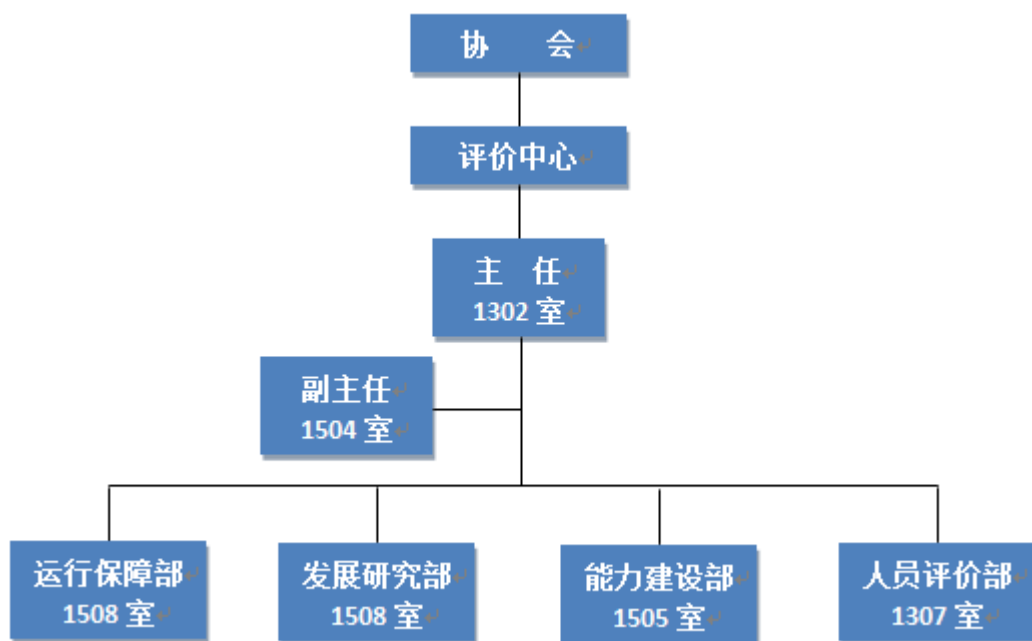 协 会
评价中心
主 任
1302 室
副主任
1504 室
运行保障部
1508 室
发展研究部
1508 室
能力建设部
1505 室
人员评价部
1307 室